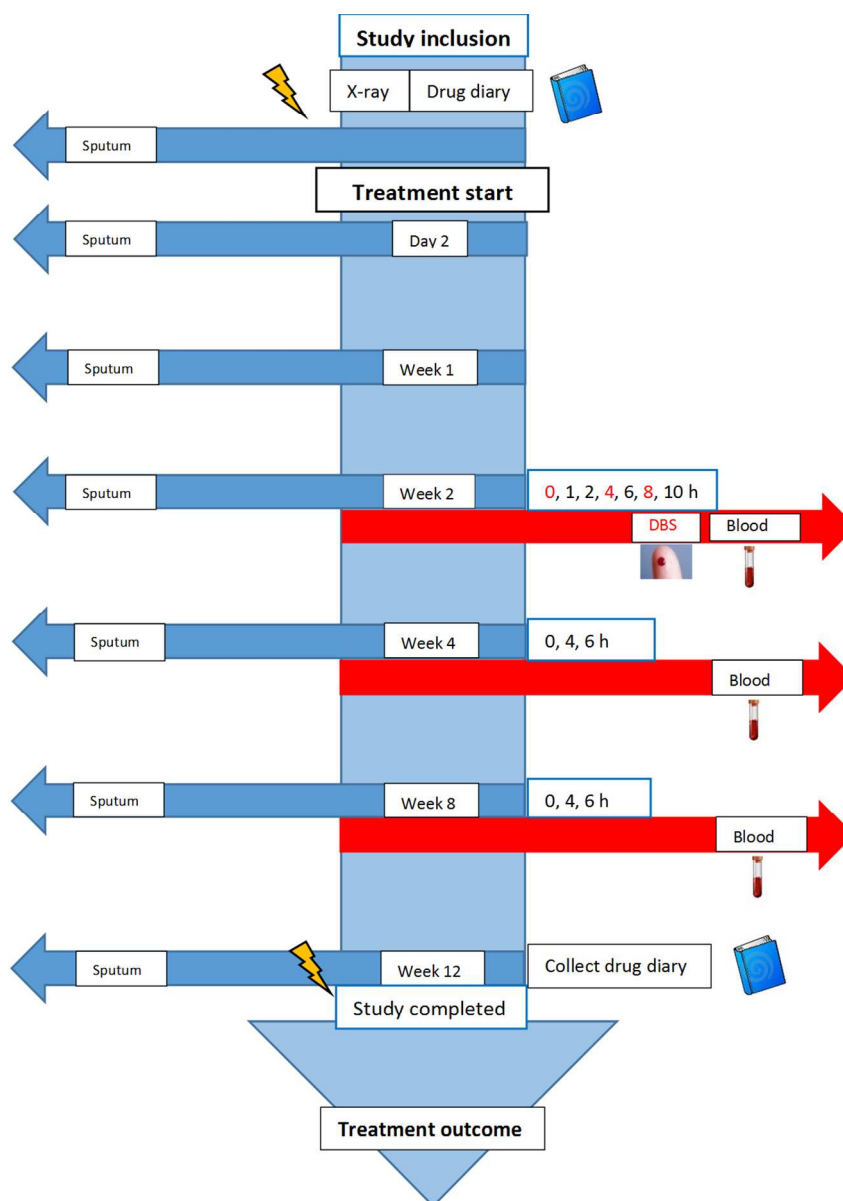 Study inclusion
X-ray
Drug diary
Sputum
Treatment start
Sputum
Day 2
Sputum
Week 1
Sputum
Week 2
0, 1, 2, 4, 6, 8, 10 h
DBS
Blood
Sputum
Week 4
0, 4, 6 h
Blood
Sputum
Week 8
0, 4, 6 h
Blood
Sputum
Week 12
Collect drug diary
Study completed
Treatment outcome